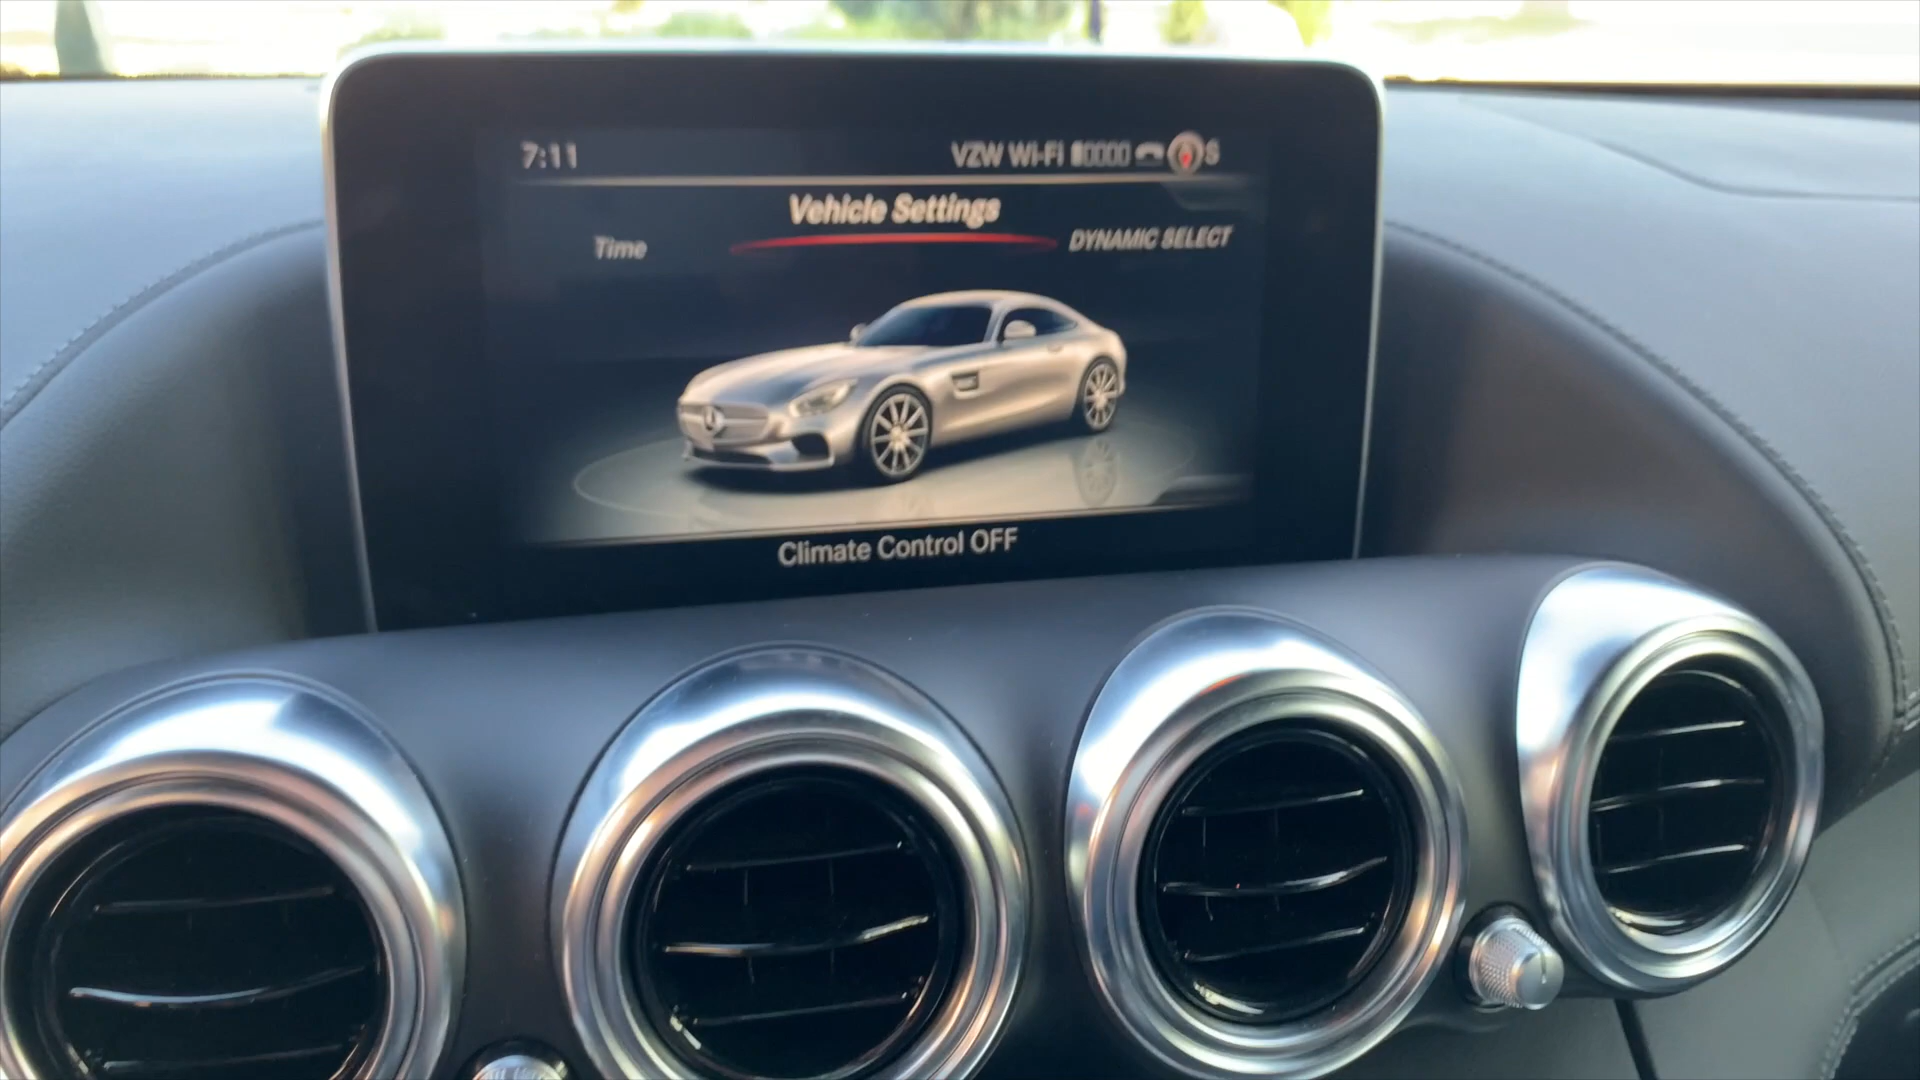 7:11 VZW Wi-Fi S
Vehicle Settings
Time DYNAMIC SELECT
Climate Control OFF